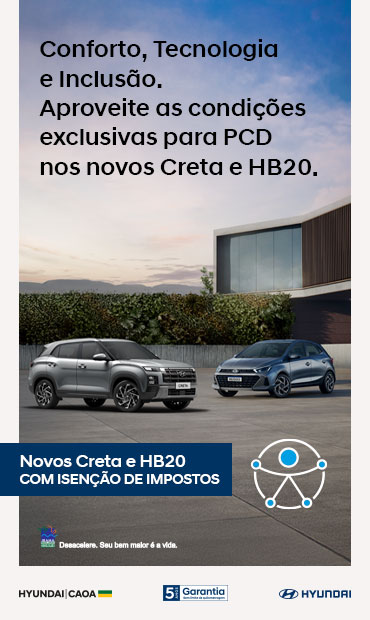 Conforto, Tecnologia
e Inclusão.
Aproveite as condições
exclusivas para PCD
nos novos Creta e HB20.
CRETA
Novos Creta e HB20
COM ISENÇÃO DE IMPOSTOS
Desacelere. Seu bem maior é a vida.
HYUNDAI|CAOA
5 Garantia
HYUNDAI